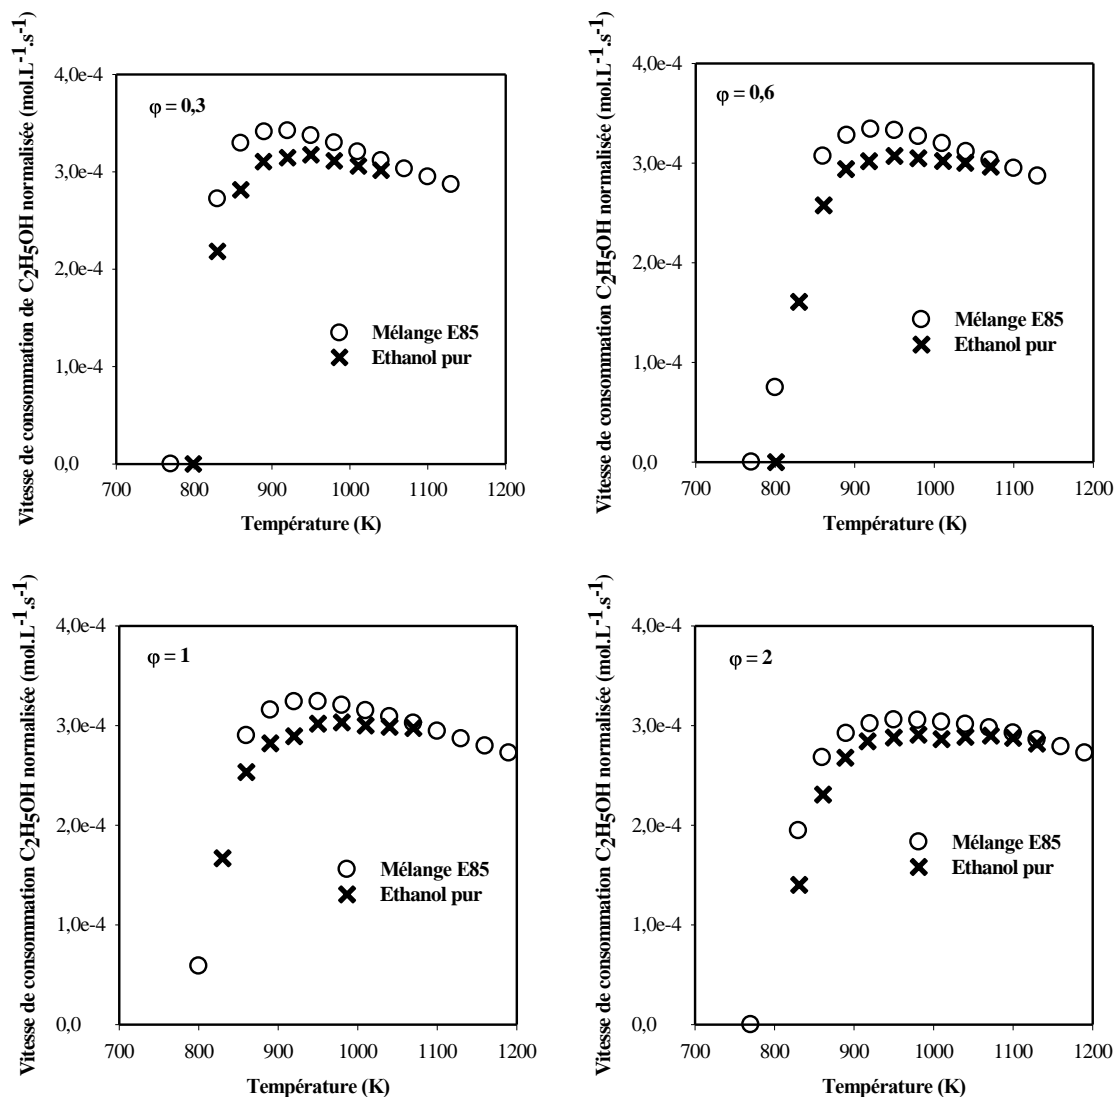 Vitesse de consommation de C2H5OH normalisée (mol.L-1.s-1)
4,0e-4
3,0e-4
2,0e-4
1,0e-4
0,0
φ = 0,3
Mélange E85
Ethanol pur
700 800 900 1000 1100 1200
Température (K)
Vitesse de consommation C2H5OH normalisée (mol.L-1.s-1)
4,0e-4
3,0e-4
2,0e-4
1,0e-4
0,0
φ = 0,6
Mélange E85
Ethanol pur
700 800 900 1000 1100 1200
Température (K)
Vitesse de consommation C2H5OH normalisée (mol.L-1.s-1)
4,0e-4
3,0e-4
2,0e-4
1,0e-4
0,0
φ = 1
Mélange E85
Ethanol pur
700 800 900 1000 1100 1200
Température (K)
Vitesse de consommation C2H5OH normalisée (mol.L-1.s-1)
4,0e-4
3,0e-4
2,0e-4
1,0e-4
0,0
φ = 2
Mélange E85
Ethanol pur
700 800 900 1000 1100 1200
Température (K)